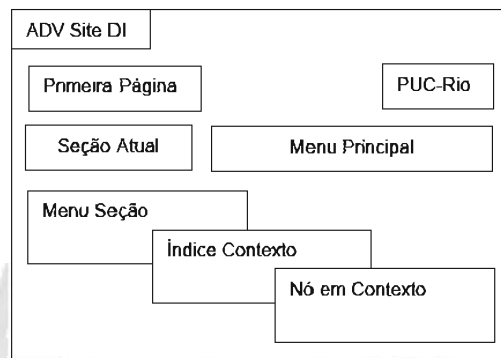 ADV Site DI
Primeira Página
PUC-Rio
Seção Atual
Menu Principal
Menu Seção
Índice Contexto
Nó em Contexto